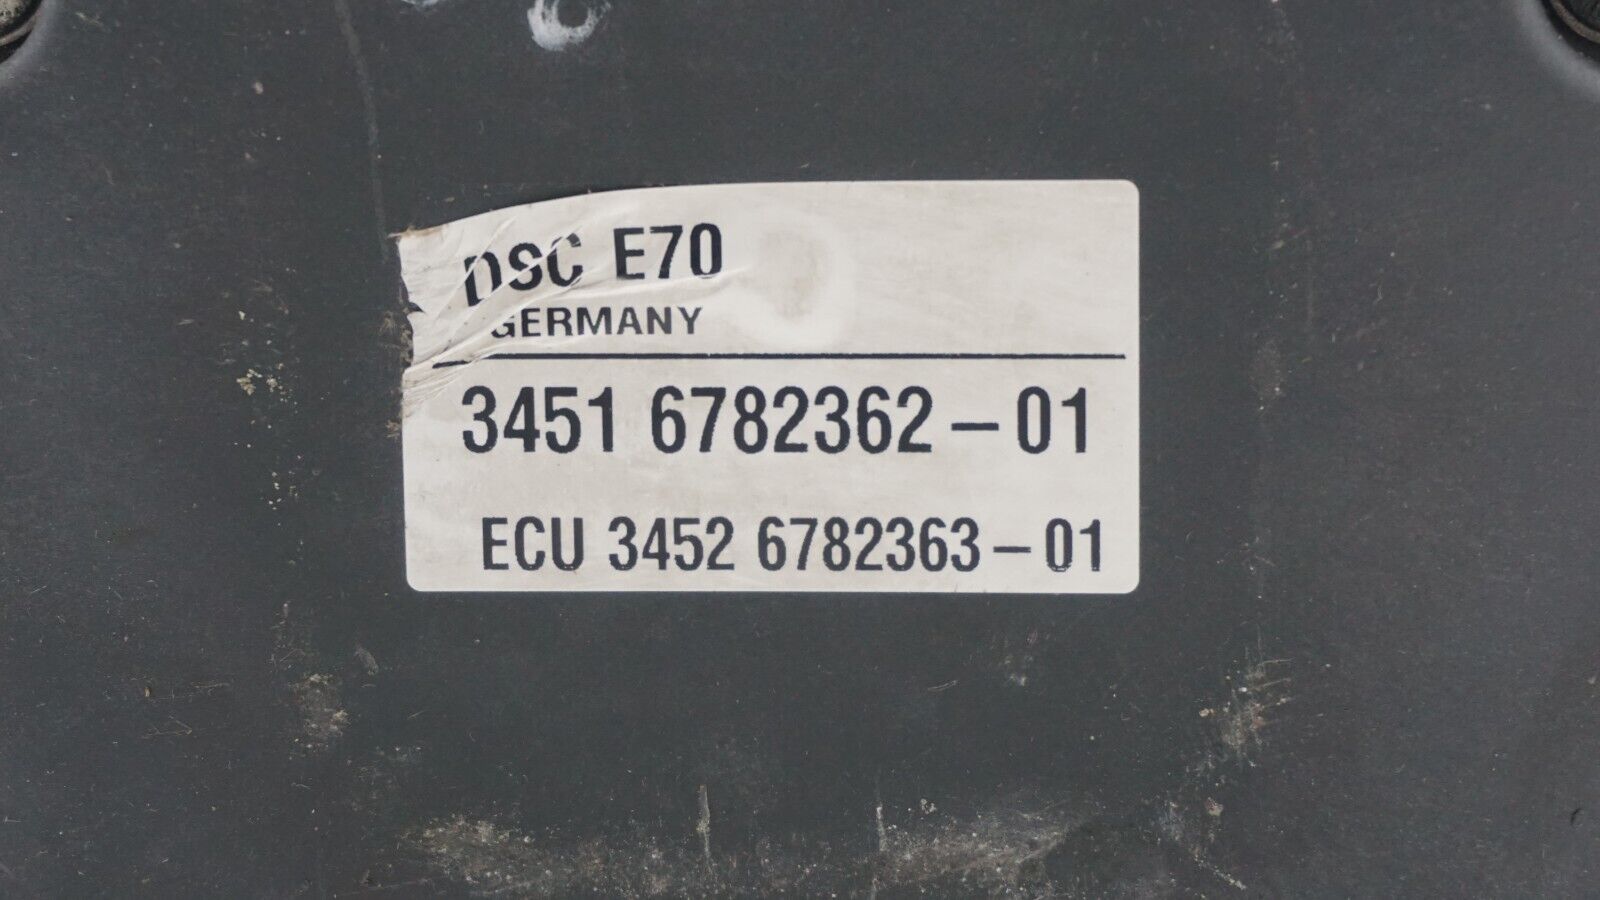 DSC E70
GERMANY
3451 6782362-01
ECU 3452 6782363-01